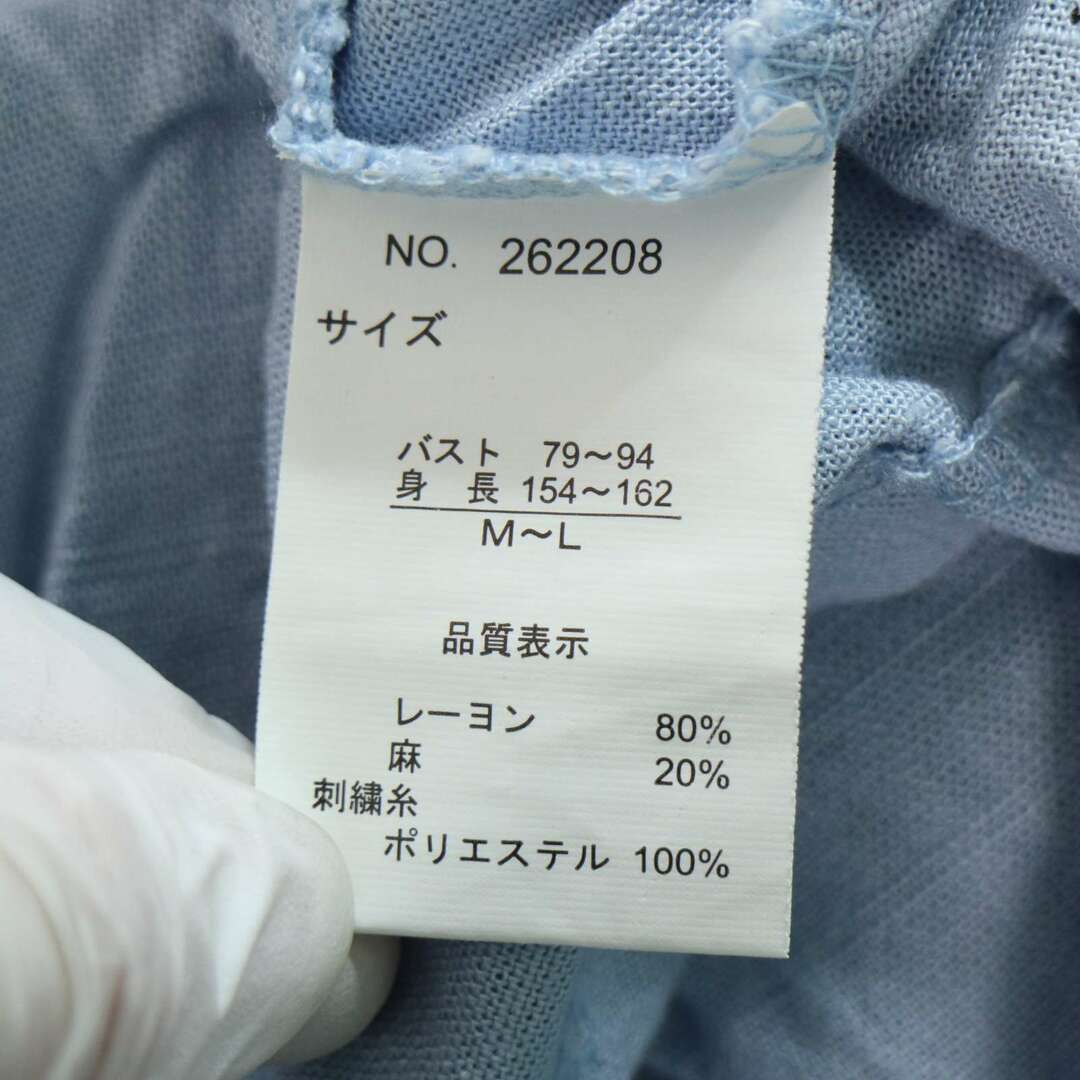 NO. 262208
サイズ
バスト 79～94
身 長 154～162
M～L
品質表示
レーヨン 80%
麻 20%
刺繍糸
ポリエステル 100%